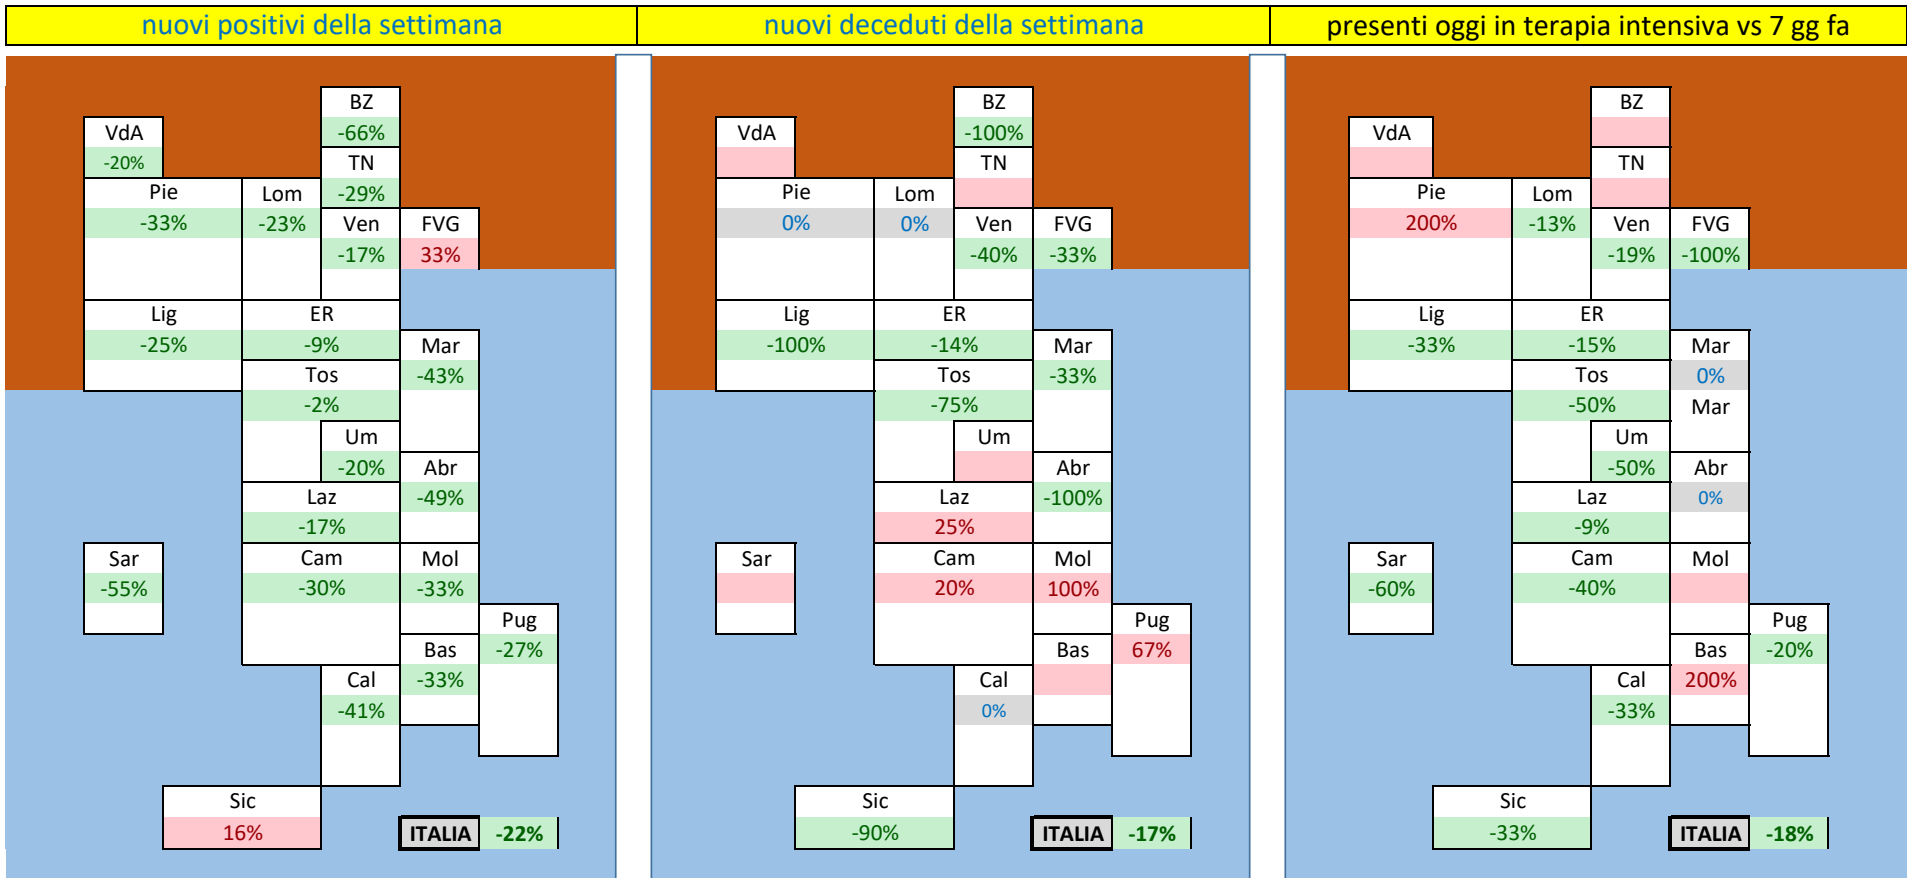 nuovi positivi della settimana
nuovi deceduti della settimana
presenti oggi in terapia intensiva vs 7 gg fa
BZ
VdA -66%
-20% TN
Pie Lom -29%
-33% -23% Ven FVG
-17% 33%
Lig ER
-25% -9% Mar
Tos -43%
-2%
Um
-20% Abr
Laz -49%
-17%
Sar Cam Mol
-55% -30% -33%
Pug
Bas -27%
Cal -33%
-41%
Sic
16% ITALIA -22%
BZ
VdA -100%
TN
Pie Lom
0% 0% Ven FVG
-40% -33%
Lig ER
-100% -14% Mar
Tos -33%
-75%
Um
Abr
Laz -100%
25%
Sar Cam Mol
20% 100%
Pug
Bas 67%
Cal
0%
Sic
-90% ITALIA -17%
BZ
VdA
TN
Pie Lom
200% -13% Ven FVG
-19% -100%
Lig ER
-33% -15% Mar
Tos 0%
-50% Mar
Um
-50% Abr
Laz 0%
-9%
Sar Cam Mol
-60% -40%
Pug
Bas -20%
Cal 200%
-33%
Sic
-33% ITALIA -18%